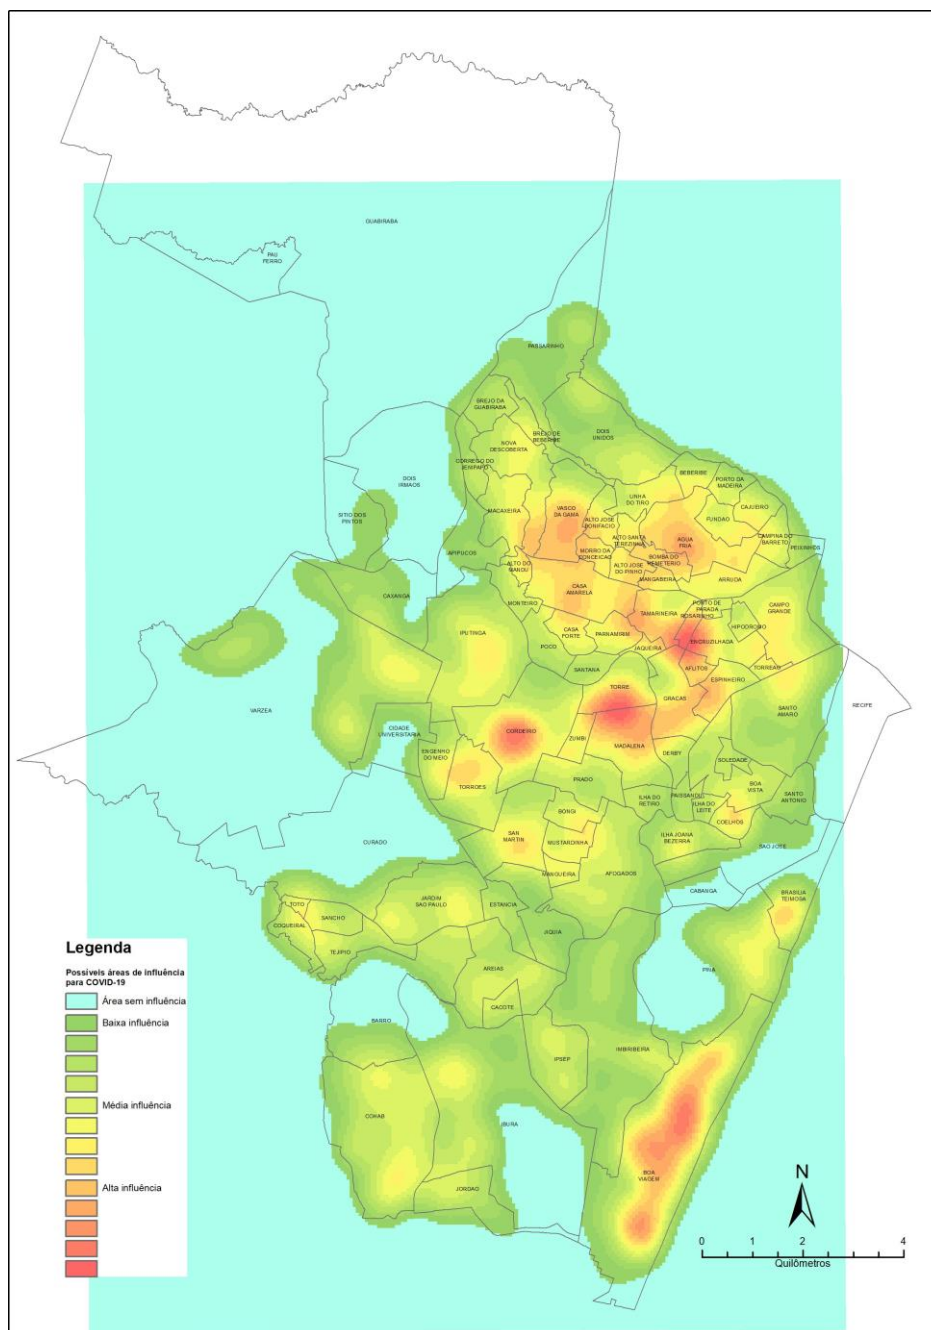 GUABIRABA
PAU
FERRO
PASSARINHO
BREJO DA
GUABIRABA
BREJO DE
BEBERIBE
DOIS
UNIDOS
NOVA
DESCOBERTA
CORREGO DO
JENIPAPO
BEBERIBE
PORTO DA
MADEIRA
DOIS
IRMAOS
LINHA
DO TIRO
CAJUEIRO
MACAXEIRA
VASCO
DA GAMA
ALTO JOSE
BONIFACIO
FUNDAO
SITIO DOS
PINTOS
ALTO SANTA
TEREZINHA
AGUA
FRIA
CAMPINA DO
BARRETO
PEIXINHOS
APIPUCOS
MORRO DA
CONCEICAO
BOMBA DO
HEMETERIO
ALTO DO
MANDU
ALTO JOSE
DO PINHO
MANGABEIRA
ARRUDA
CASA
AMARELA
CAXANGA
MONTEIRO
PONTO DE
PARADA
ROSARINHO
CAMPO
GRANDE
TAMARINEIRA
HIPODROMO
IPUTINGA
CASA
FORTE
PARNAMIRIM
ENCRUZILHADA
POCO
JAQUEIRA
SANTANA
AFLITOS
TORREAO
ESPINHEIRO
TORRE
GRACAS
RECIFE
VARZEA
SANTO
AMARO
CIDADE
UNIVERSITARIA
CORDEIRO
ZUMBI
MADALENA
DERBY
ENGENHO
DO MEIO
SOLEDADE
TORROES
PRADO
BOA
VISTA
ILHA DO
RETIRO
PAISSANDU
ILHA DO
LEITE
SANTO
ANTONIO
BONGI
COELHOS
SAN
MARTIN
MUSTARDINHA
ILHA JOANA
BEZERRA
CURADO
SAO JOSE
MANGUEIRA
AFOGADOS
CABANGA
BRASILIA
TEIMOSA
TOTO
JARDIM
SAO PAULO
ESTANCIA
SANCHO
COQUEIRAL
JIQUIA
TEJIPIO
PINA
AREIAS
CACOTE
BARRO
IMBIRIBEIRA
IPSEP
COHAB
IBURA
BOA
VIAGEM
JORDAO
Legenda
Possíveis áreas de influência
para COVID-19
Área sem influência
Baixa influência
Média influência
Alta influência
N
0 1 2 4
Quilômetros